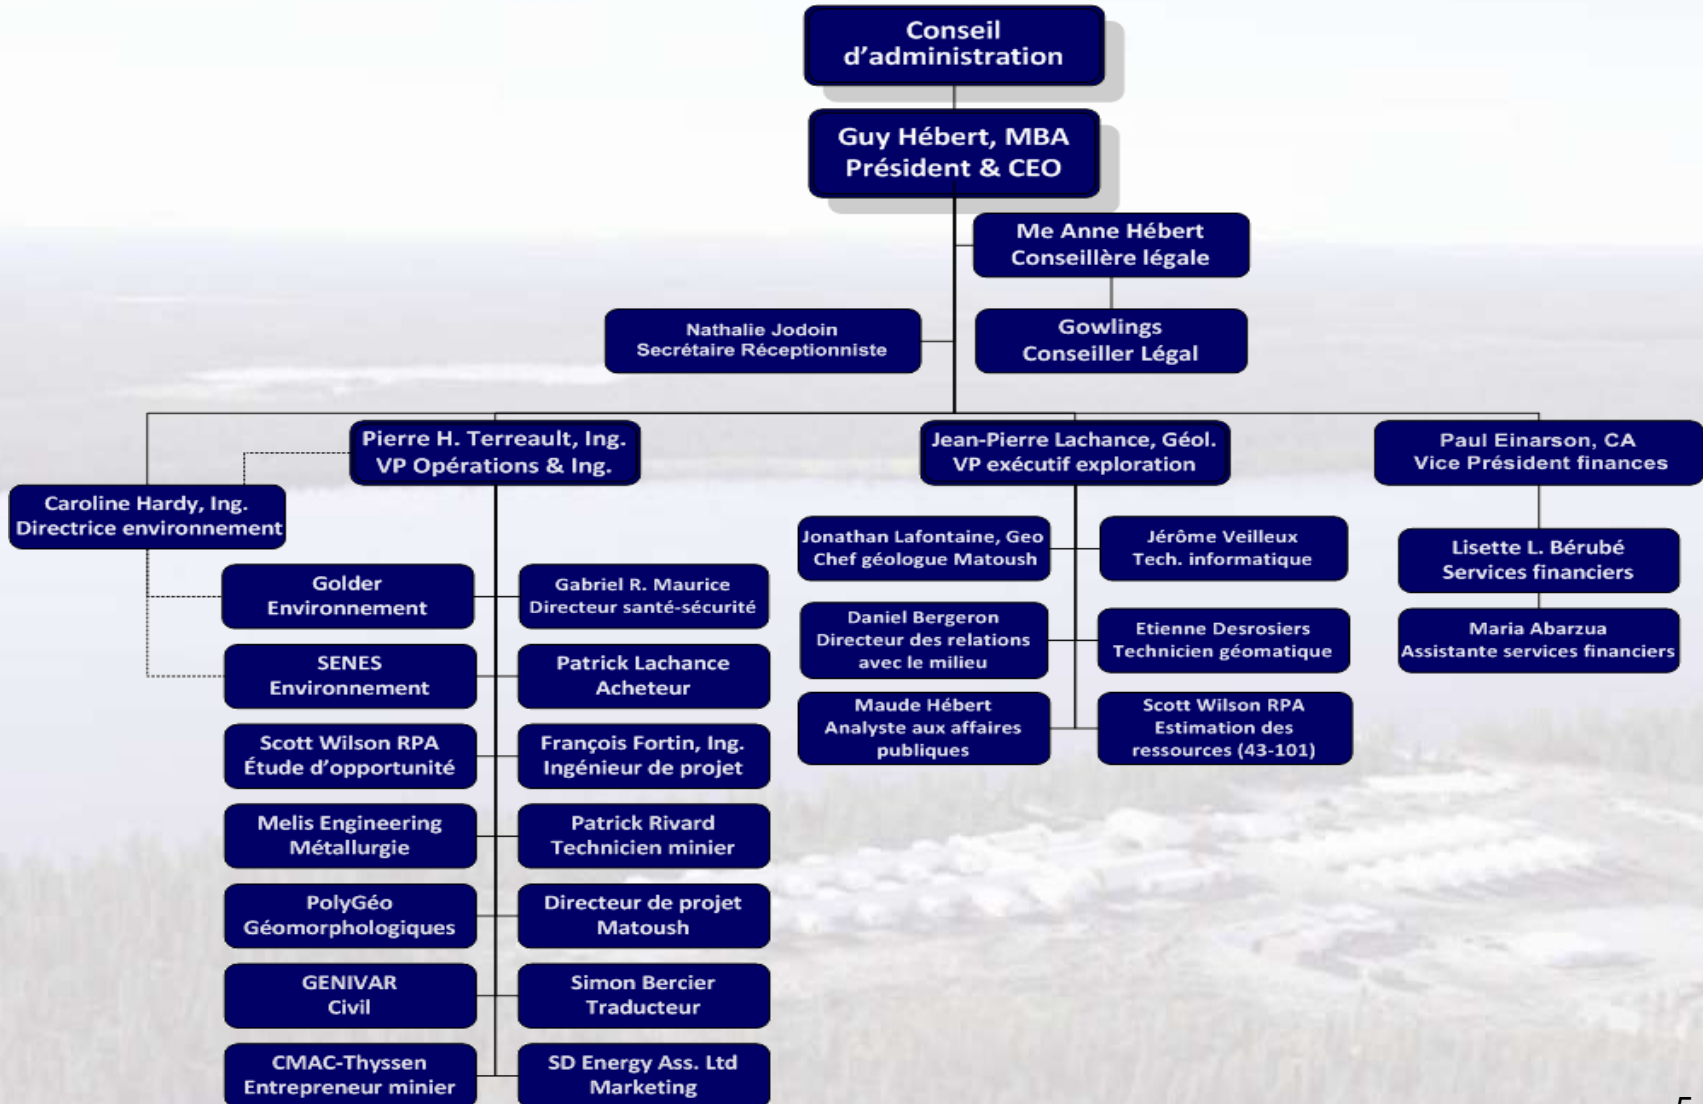 Conseil
d'administration
Guy Hébert, MBA
Président & CEO
Me Anne Hébert
Conseillère légale
Nathalie Jodoin
Secrétaire Réceptionniste
Gowlings
Conseiller Légal
Pierre H. Terreault, Ing.
VP Opérations & Ing.
Jean-Pierre Lachance, Géol.
VP exécutif exploration
Paul Einarson, CA
Vice Président finances
Caroline Hardy, Ing.
Directrice environnement
Golder
Environnement
Gabriel R. Maurice
Directeur santé-sécurité
SENES
Environnement
Patrick Lachance
Acheteur
Scott Wilson RPA
Étude d'opportunité
François Fortin, Ing.
Ingénieur de projet
Melis Engineering
Métallurgie
Patrick Rivard
Technicien minier
PolyGéo
Géomorphologiques
Directeur de projet
Matoush
GENIVAR
Civil
Simon Bercier
Traducteur
CMAC-Thyssen
Entrepreneur minier
SD Energy Ass. Ltd
Marketing
Jonathan Lafontaine, Geo
Chef géologue Matoush
Jérôme Veilleux
Tech. informatique
Daniel Bergeron
Directeur des relations
avec le milieu
Etienne Desrosiers
Technicien géomatique
Maude Hébert
Analyste aux affaires
publiques
Scott Wilson RPA
Estimation des
ressources (43-101)
Lisette L. Bérubé
Services financiers
Maria Abarzua
Assistante services financiers
5